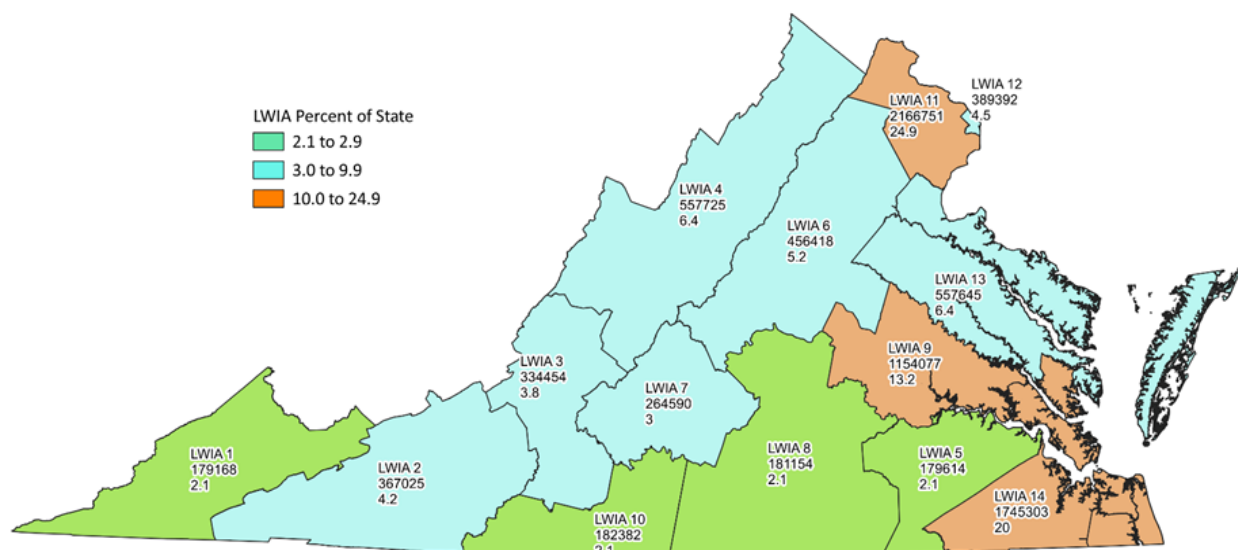 LWIA Percent of State
2.1 to 2.9
3.0 to 9.9
10.0 to 24.9
LWIA 11
2166751
24.9
LWIA 12
389392
4.5
LWIA 4
557725
6.4
LWIA 6
456418
5.2
LWIA 13
557645
6.4
LWIA 3
334454
3.8
LWIA 7
264590
3
LWIA 9
1154077
13.2
LWIA 1
179168
2.1
LWIA 2
367025
4.2
LWIA 8
181154
2.1
LWIA 5
179614
2.1
LWIA 10
182382
2.1
LWIA 14
1745303
20